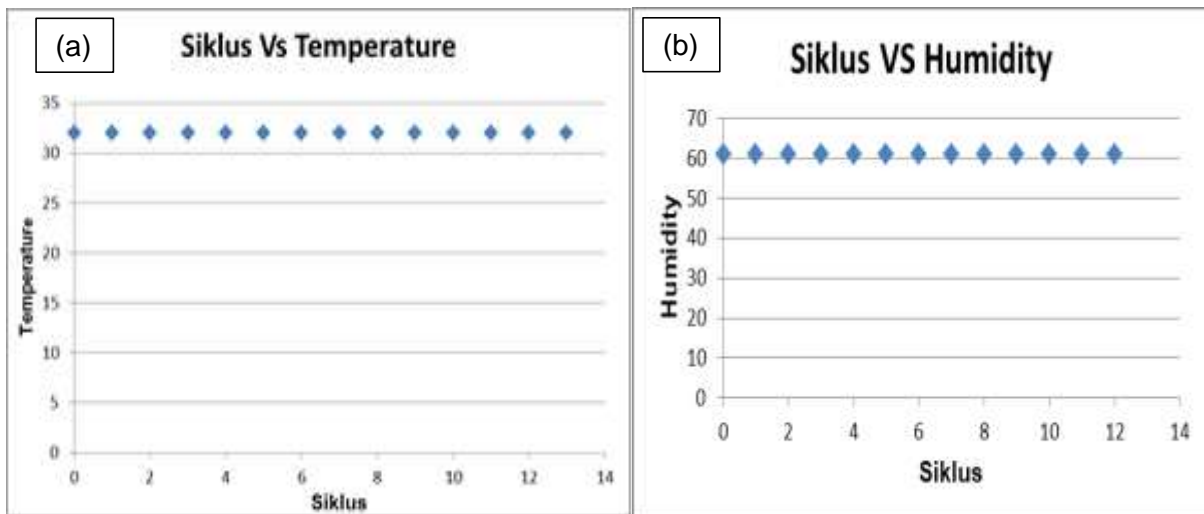 (a)
Siklus Vs Temperature
35
30
25
20
15
10
5
0
Temperature
0 2 4 6 8 10 12 14
Siklus
(b)
Siklus VS Humidity
70
60
50
40
30
20
10
0
Humidity
0 2 4 6 8 10 12 14
Siklus